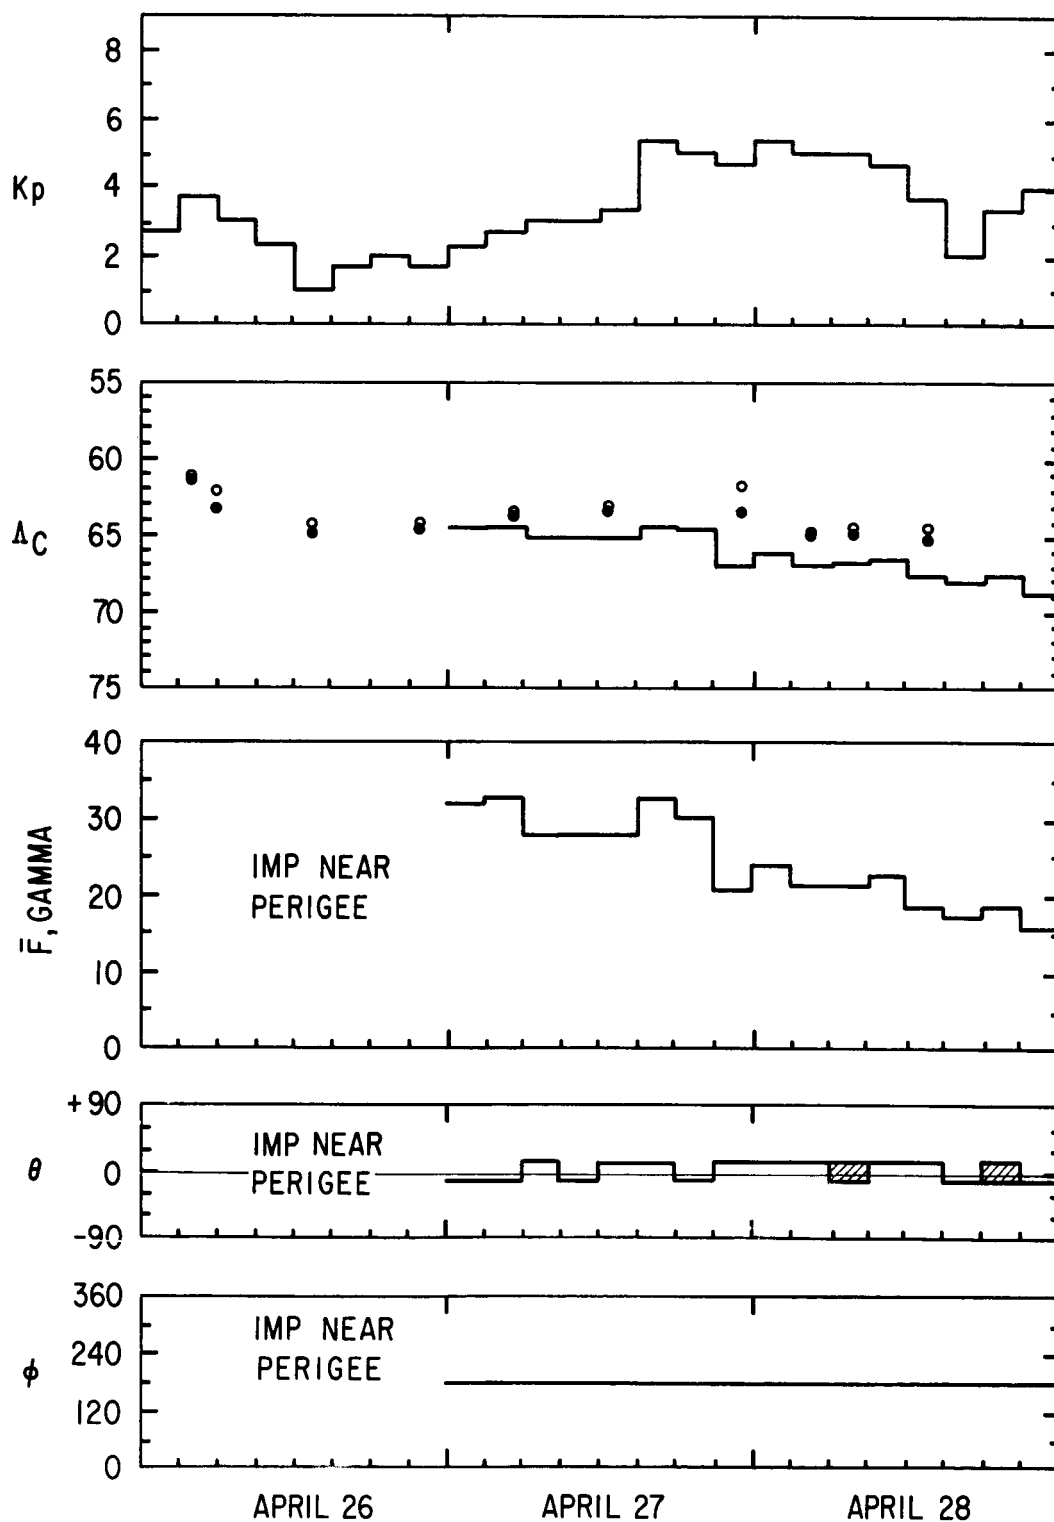 8
6
Kp
4
2
0
55
60
ΛC
65
70
75
40
30
F̅, GAMMA
IMP NEAR
PERIGEE
20
10
0
+90
θ
0
IMP NEAR
PERIGEE
-90
360
IMP NEAR
PERIGEE
240
ϕ
120
0
APRIL 26 APRIL 27 APRIL 28